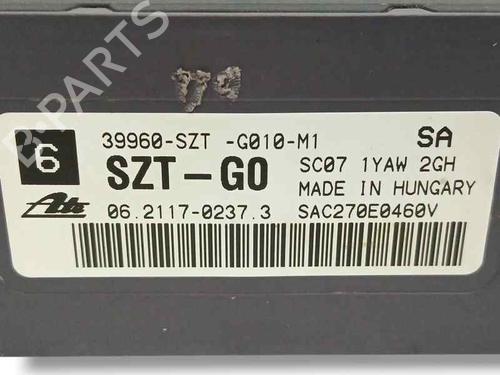 B-PARTS
39960-SZT -G010-M1 SA
6 SZT-G0 SC07 1YAW 2GH
MADE IN HUNGARY
Ate 06.2117-0237.3 SAC270E0460V